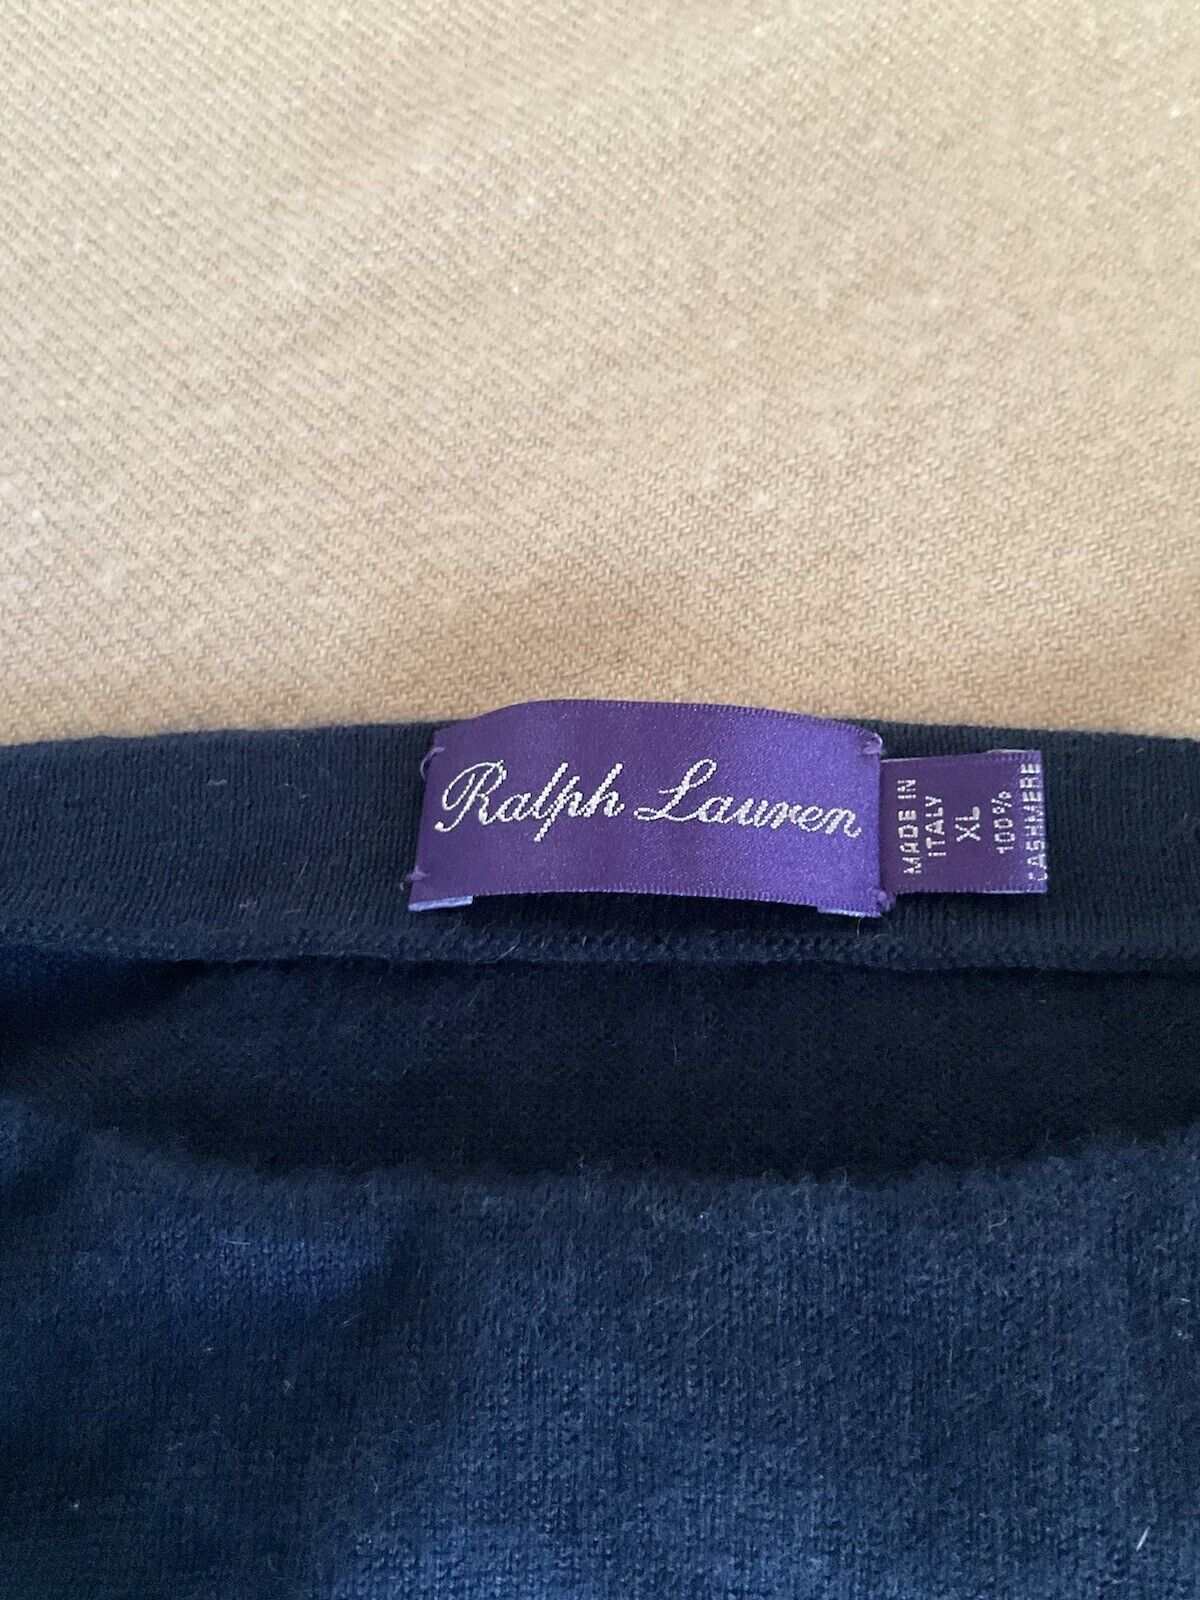 Ralph Lauren
MADE IN
ITALY
XL
100%
CASHMERE